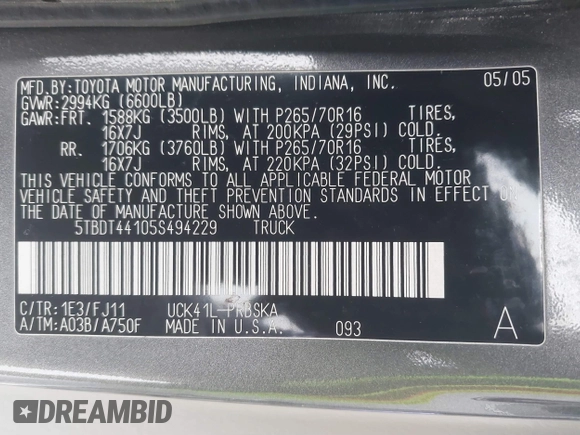 MFD.BY:TOYOTA MOTOR MANUFACTURING, INDIANA, INC. 05/05
GVWR:2994KG (6600LB)
GAWR:FRT. 1588KG (3500LB) WITH P265/70R16 TIRES,
16X7J RIMS, AT 200KPA (29PSI) COLD.
RR. 1706KG (3760LB) WITH P265/70R16 TIRES,
16X7J RIMS, AT 220KPA (32PSI) COLD.
THIS VEHICLE CONFORMS TO ALL APPLICABLE FEDERAL MOTOR
VEHICLE SAFETY AND THEFT PREVENTION STANDARDS IN EFFECT ON
THE DATE OF MANUFACTURE SHOWN ABOVE.
5TBDT44105S494229 TRUCK
C/TR:1E3/FJ11 UCK41L-PRBSKA
A/TM:A03B/A750F MADE IN U.S.A. 093 A
DREAMBID